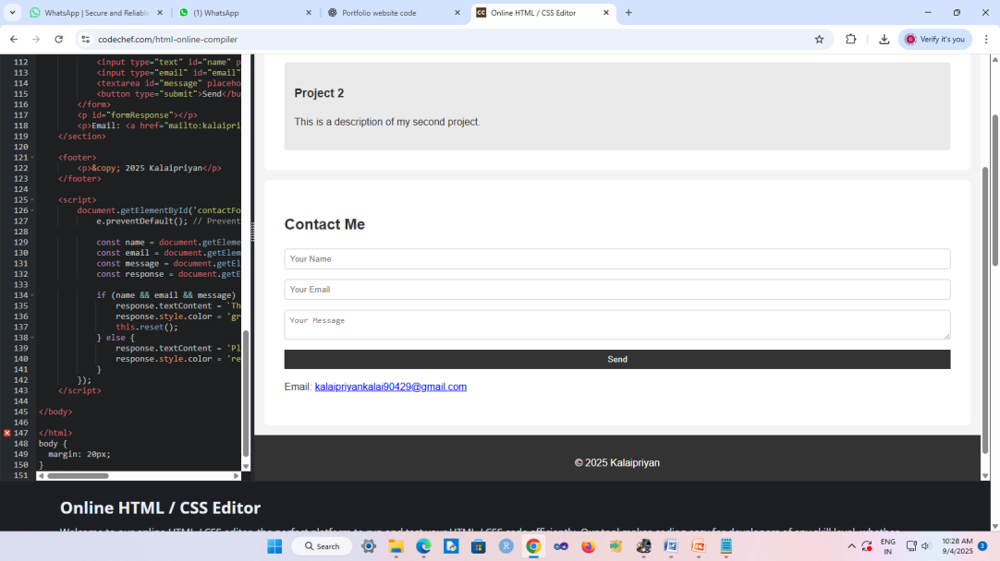 WhatsApp | Secure and Reliable
(1) WhatsApp
Portfolio website code
Online HTML / CSS Editor
codechef.com/html-online-compiler
Verify it's you
112 <input type="text" id="name" p
113 <input type="email" id="email"
114 <textarea id="message" placeho
115 <button type="submit">Send</bu
116 </form>
117 <p id="formResponse"></p>
118 <p>Email: <a href="mailto:kalaipri
119 </section>
120
121 <footer>
122 <p>&copy; 2025 Kalaipriyan</p>
123 </footer>
124
125 <script>
126 document.getElementById('contactFo
127 e.preventDefault(); // Prevent
128
129 const name = document.getEleme
130 const email = document.getElem
131 const message = document.getEl
132 const response = document.getE
133
134 if (name && email && message)
135 response.textContent = `Th
136 response.style.color = 'gr
137 this.reset();
138 } else {
139 response.textContent = 'Pl
140 response.style.color = 're
141 }
142 });
143 </script>
144
145 </body>
146
147 </html>
148 body {
149 margin: 20px;
150 }
151
Project 2
This is a description of my second project.
Contact Me
Your Name
Your Email
Your Message
Send
Email: kalaipriyankalai90429@gmail.com
© 2025 Kalaipriyan
Online HTML / CSS Editor
Search
ENG
IN
10:28 AM
9/4/2025
3